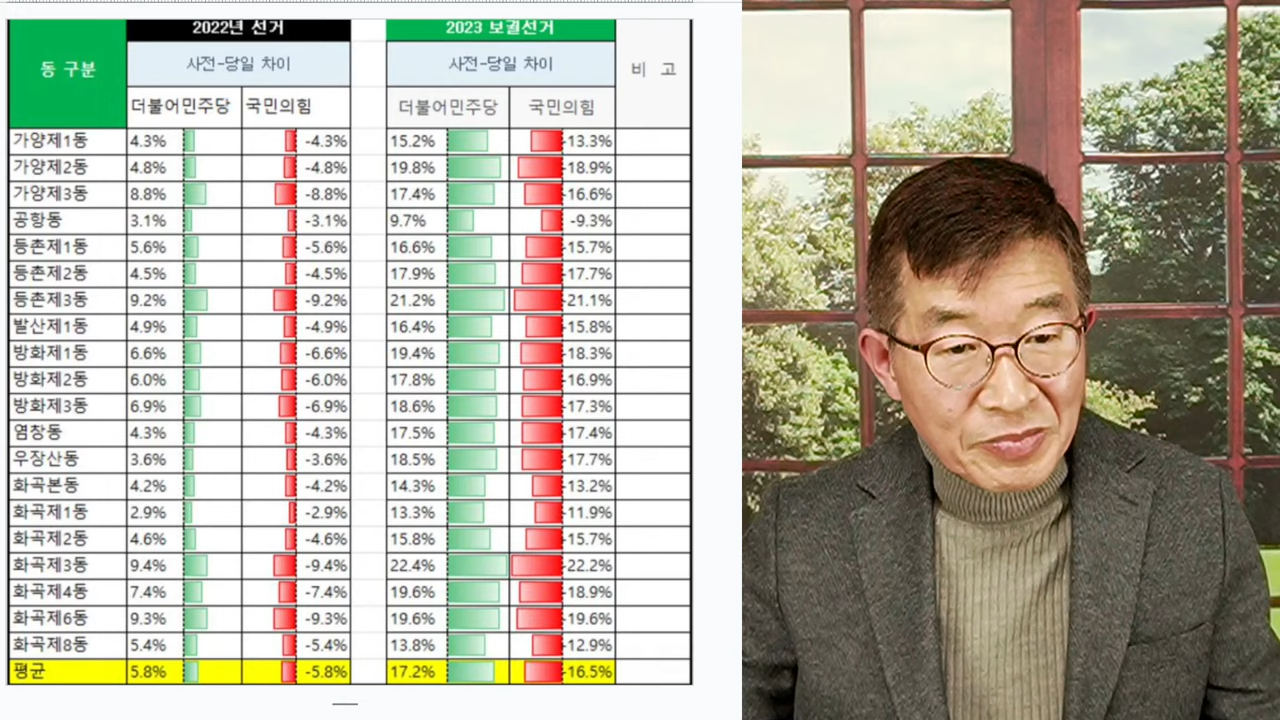 2022년 선거 2023 보궐선거
동 구분 사전-당일 차이 사전-당일 차이 비 고
더불어민주당 국민의힘 더불어민주당 국민의힘
가양제1동 4.3% -4.3% 15.2% -13.3%
가양제2동 4.8% -4.8% 19.8% -18.9%
가양제3동 8.8% -8.8% 17.4% -16.6%
공항동 3.1% -3.1% 9.7% -9.3%
등촌제1동 5.6% -5.6% 16.6% -15.7%
등촌제2동 4.5% -4.5% 17.9% -17.7%
등촌제3동 9.2% -9.2% 21.2% -21.1%
발산제1동 4.9% -4.9% 16.4% -15.8%
방화제1동 6.6% -6.6% 19.4% -18.3%
방화제2동 6.0% -6.0% 17.8% -16.9%
방화제3동 6.9% -6.9% 18.6% -17.3%
염창동 4.3% -4.3% 17.5% -17.4%
우장산동 3.6% -3.6% 18.5% -17.7%
화곡본동 4.2% -4.2% 14.3% -13.2%
화곡제1동 2.9% -2.9% 13.3% -11.9%
화곡제2동 4.6% -4.6% 15.8% -15.7%
화곡제3동 9.4% -9.4% 22.4% -22.2%
화곡제4동 7.4% -7.4% 19.6% -18.9%
화곡제6동 9.3% -9.3% 19.6% -19.6%
화곡제8동 5.4% -5.4% 13.8% -12.9%
평균 5.8% -5.8% 17.2% -16.5%